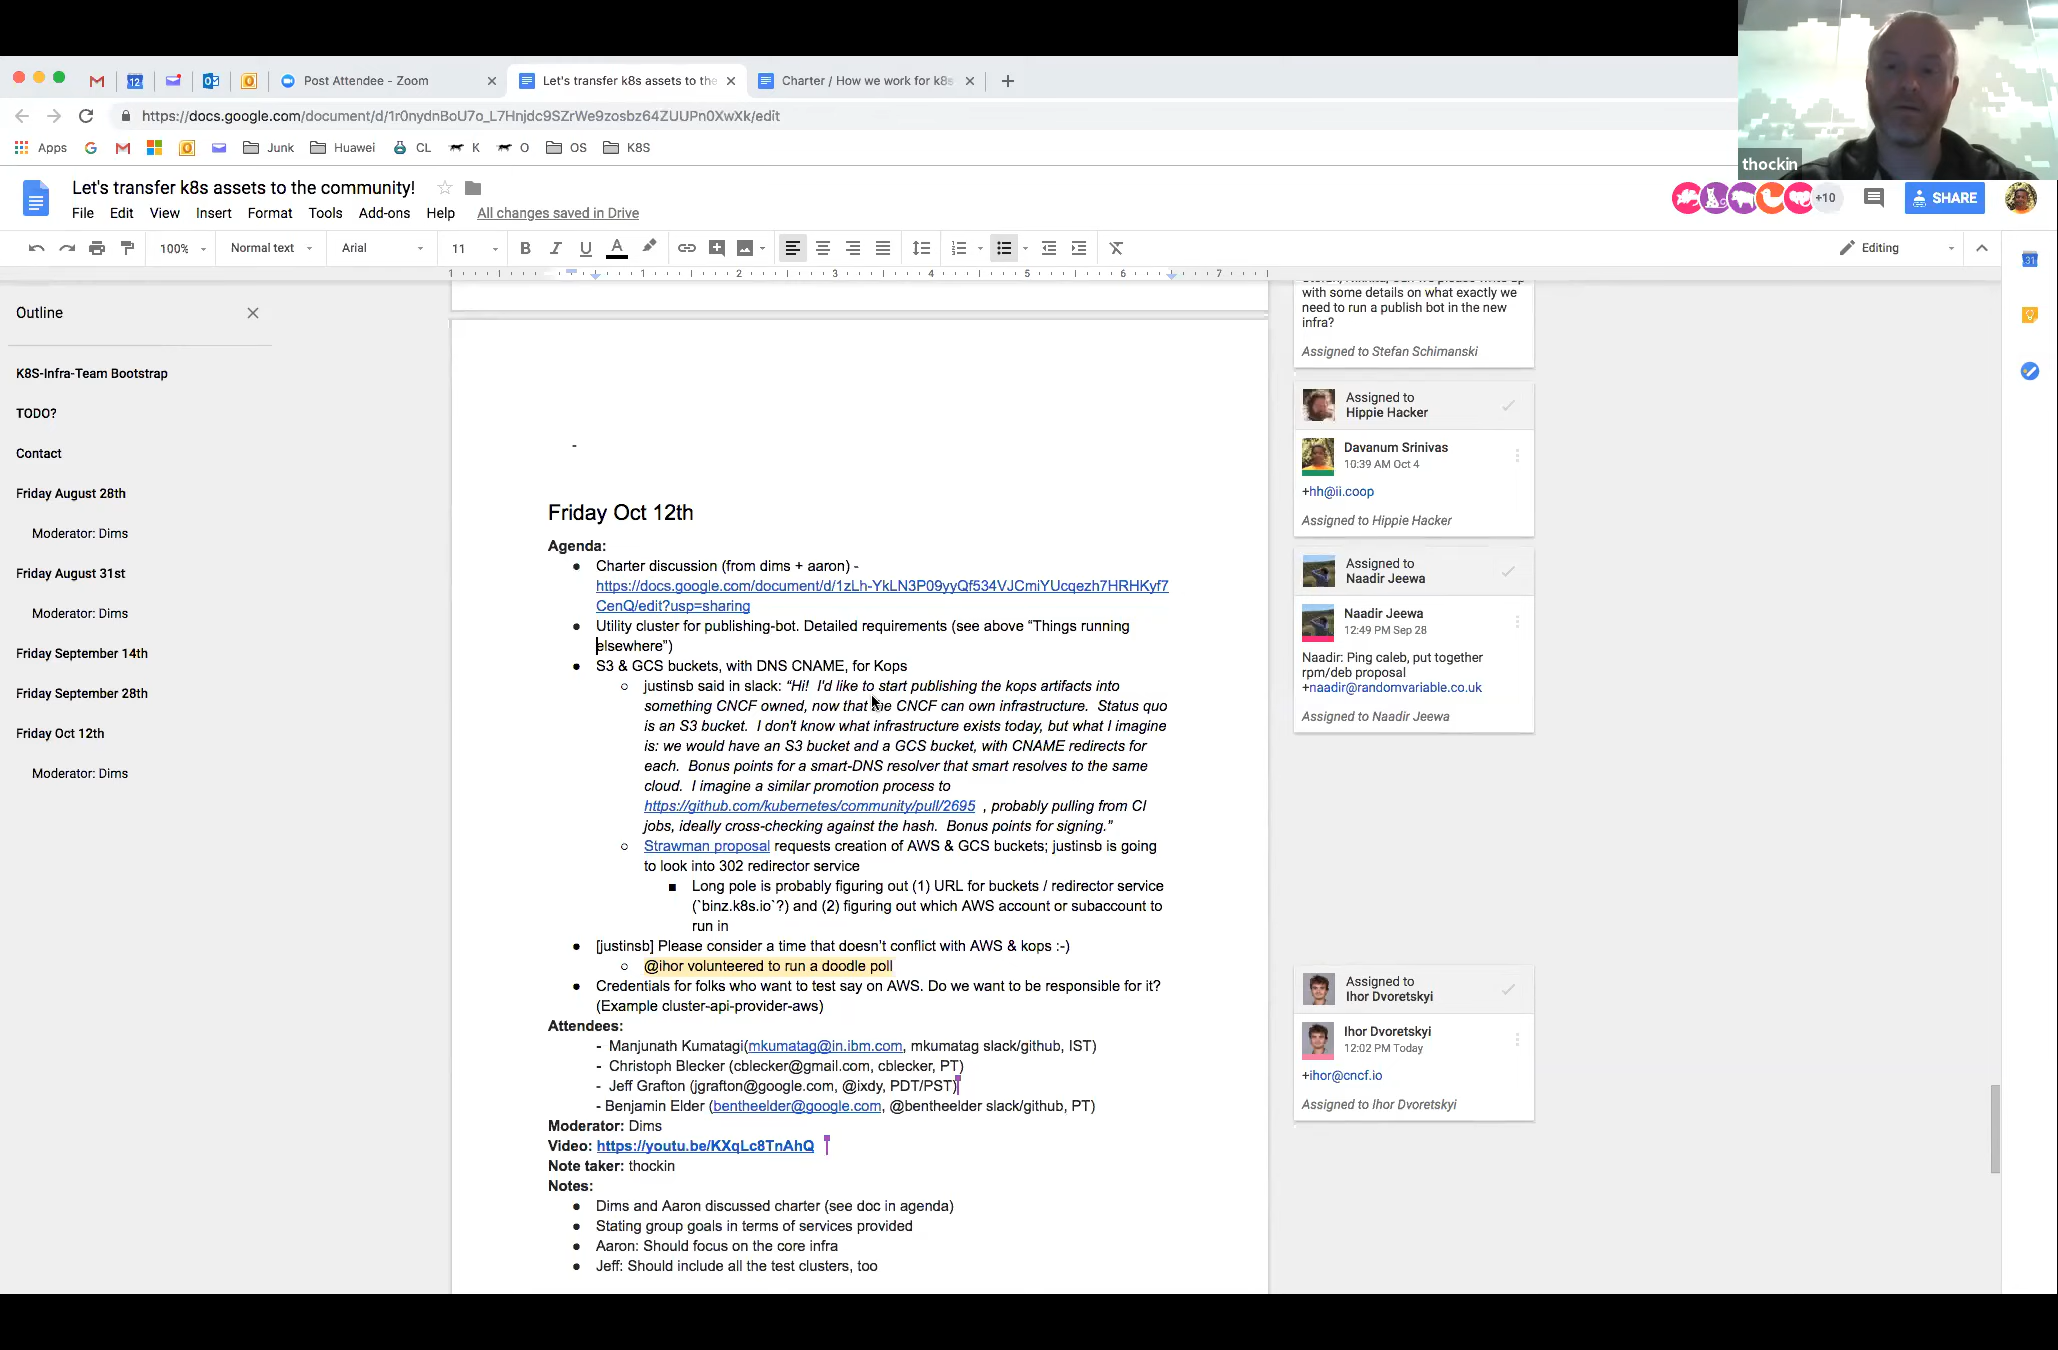 Post Attendee - Zoom
Let's transfer k8s assets to the
Charter / How we work for k8s
https://docs.google.com/document/d/1r0nydnBoU7o_L7Hnjdc9SZrWe9zosbz64ZUUPn0XwXk/edit
Apps
Junk
Huawei
CL
K
O
OS
K8S
thockin
Let's transfer k8s assets to the community!
File Edit View Insert Format Tools Add-ons Help All changes saved in Drive
+10
SHARE
100% Normal text Arial 11
B I U A
Editing
1 1 2 3 4 5 6 7
31
Outline
K8S-Infra-Team Bootstrap
TODO?
Contact
Friday August 28th
Moderator: Dims
Friday August 31st
Moderator: Dims
Friday September 14th
Friday September 28th
Friday Oct 12th
Moderator: Dims
-
Friday Oct 12th
Agenda:
● Charter discussion (from dims + aaron) -
https://docs.google.com/document/d/1zLh-YkLN3P09yyQf534VJCmiYUcqezh7HRHKyf7
CenQ/edit?usp=sharing
● Utility cluster for publishing-bot. Detailed requirements (see above “Things running
elsewhere”)
● S3 & GCS buckets, with DNS CNAME, for Kops
○ justinsb said in slack: “Hi!  I'd like to start publishing the kops artifacts into
something CNCF owned, now that the CNCF can own infrastructure.  Status quo
is an S3 bucket.  I don't know what infrastructure exists today, but what I imagine
is: we would have an S3 bucket and a GCS bucket, with CNAME redirects for
each.  Bonus points for a smart-DNS resolver that smart resolves to the same
cloud.  I imagine a similar promotion process to
https://github.com/kubernetes/community/pull/2695  , probably pulling from CI
jobs, ideally cross-checking against the hash.  Bonus points for signing.”
○ Strawman proposal requests creation of AWS & GCS buckets; justinsb is going
to look into 302 redirector service
■ Long pole is probably figuring out (1) URL for buckets / redirector service
(`binz.k8s.io`?) and (2) figuring out which AWS account or subaccount to
run in
● [justinsb] Please consider a time that doesn't conflict with AWS & kops :-)
○ @ihor volunteered to run a doodle poll
● Credentials for folks who want to test say on AWS. Do we want to be responsible for it?
(Example cluster-api-provider-aws)
Attendees:
- Manjunath Kumatagi(mkumatag@in.ibm.com, mkumatag slack/github, IST)
- Christoph Blecker (cblecker@gmail.com, cblecker, PT)
- Jeff Grafton (jgrafton@google.com, @ixdy, PDT/PST)
- Benjamin Elder (bentheelder@google.com, @bentheelder slack/github, PT)
Moderator: Dims
Video: https://youtu.be/KXqLc8TnAhQ
Note taker: thockin
Notes:
● Dims and Aaron discussed charter (see doc in agenda)
● Stating group goals in terms of services provided
● Aaron: Should focus on the core infra
● Jeff: Should include all the test clusters, too
with some details on what exactly we
need to run a publish bot in the new
infra?
Assigned to Stefan Schimanski
Assigned to
Hippie Hacker
Davanum Srinivas
10:39 AM Oct 4
+hh@ii.coop
Assigned to Hippie Hacker
Assigned to
Naadir Jeewa
Naadir Jeewa
12:49 PM Sep 28
Naadir: Ping caleb, put together
rpm/deb proposal
+naadir@randomvariable.co.uk
Assigned to Naadir Jeewa
Assigned to
Ihor Dvoretskyi
Ihor Dvoretskyi
12:02 PM Today
+ihor@cncf.io
Assigned to Ihor Dvoretskyi